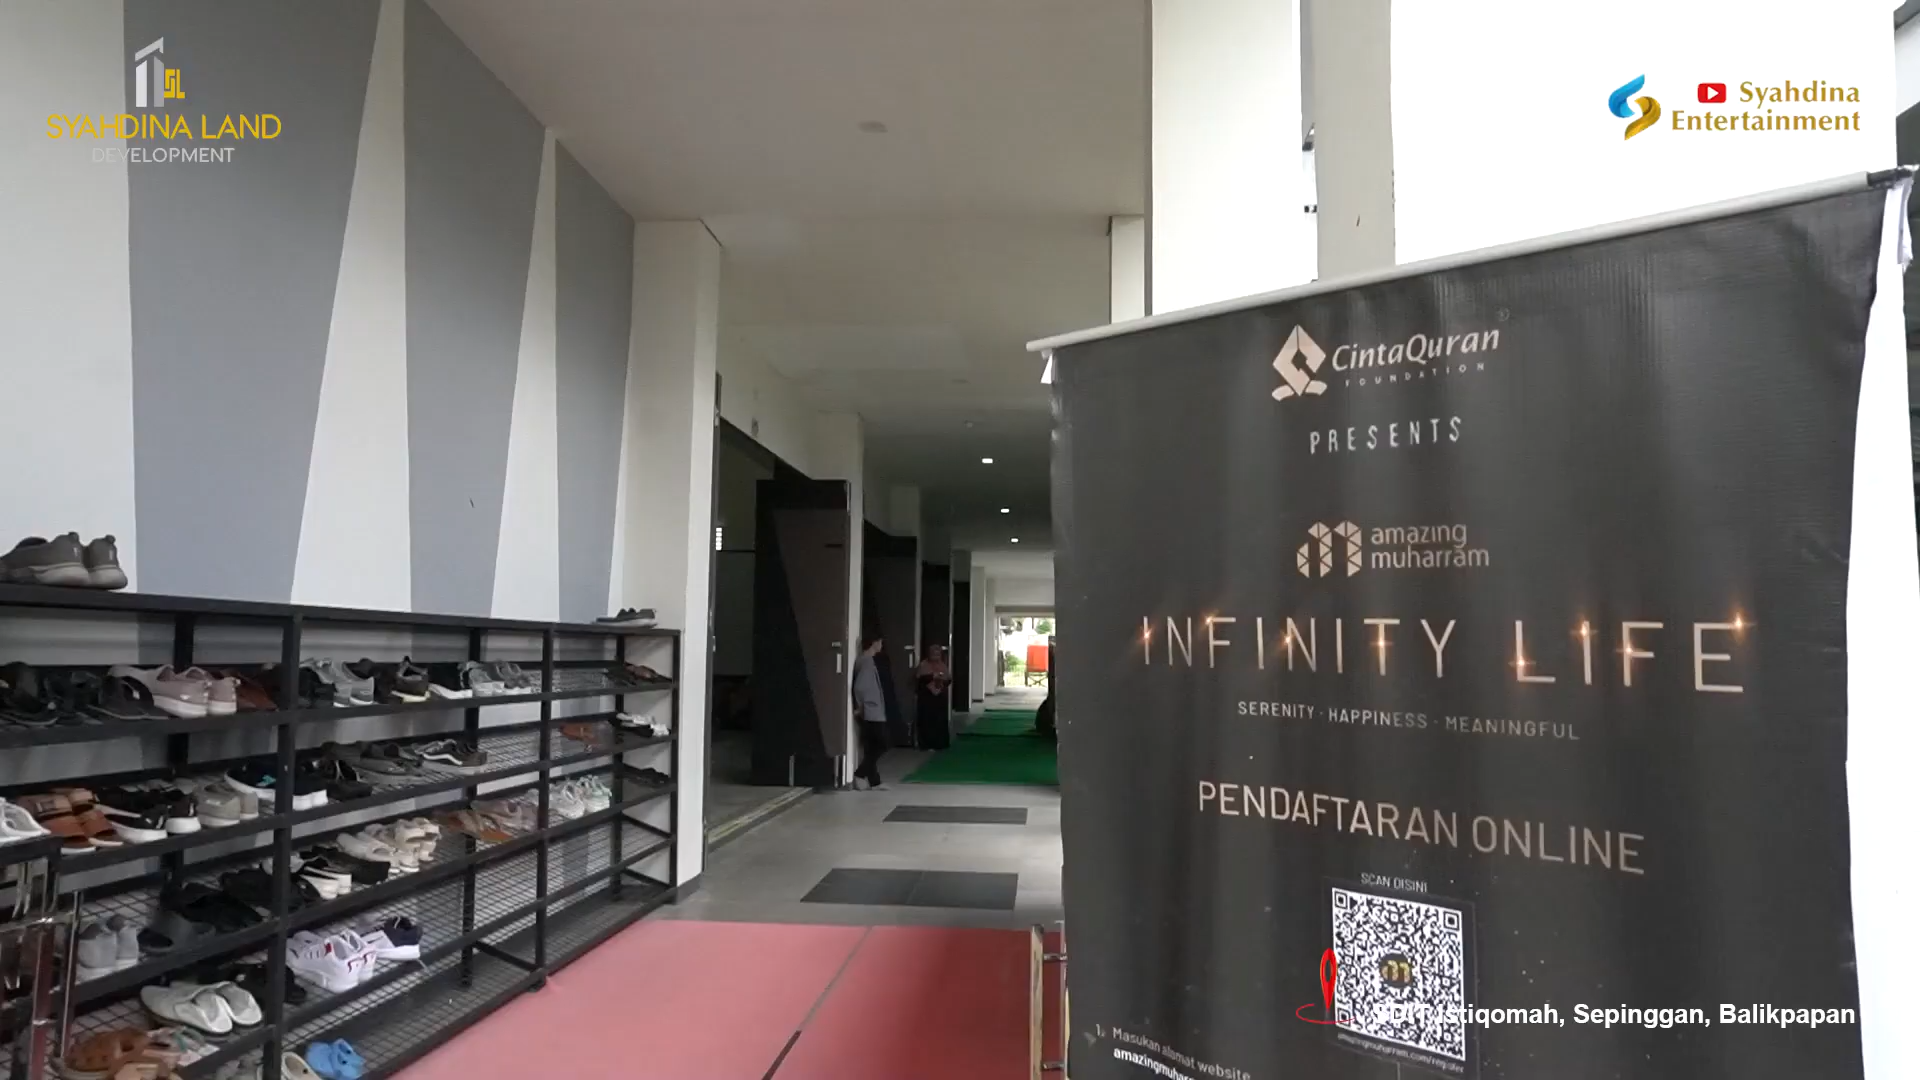 SL
SYAHDINA LAND
DEVELOPMENT
Syahdina
Entertainment
CintaQuran
FOUNDATION
PRESENTS
amazing
muharram
INFINITY LIFE
SERENITY · HAPPINESS · MEANINGFUL
PENDAFTARAN ONLINE
SCAN DISINI
SDIT Istiqomah, Sepinggan, Balikpapan
1. Masukan alamat website